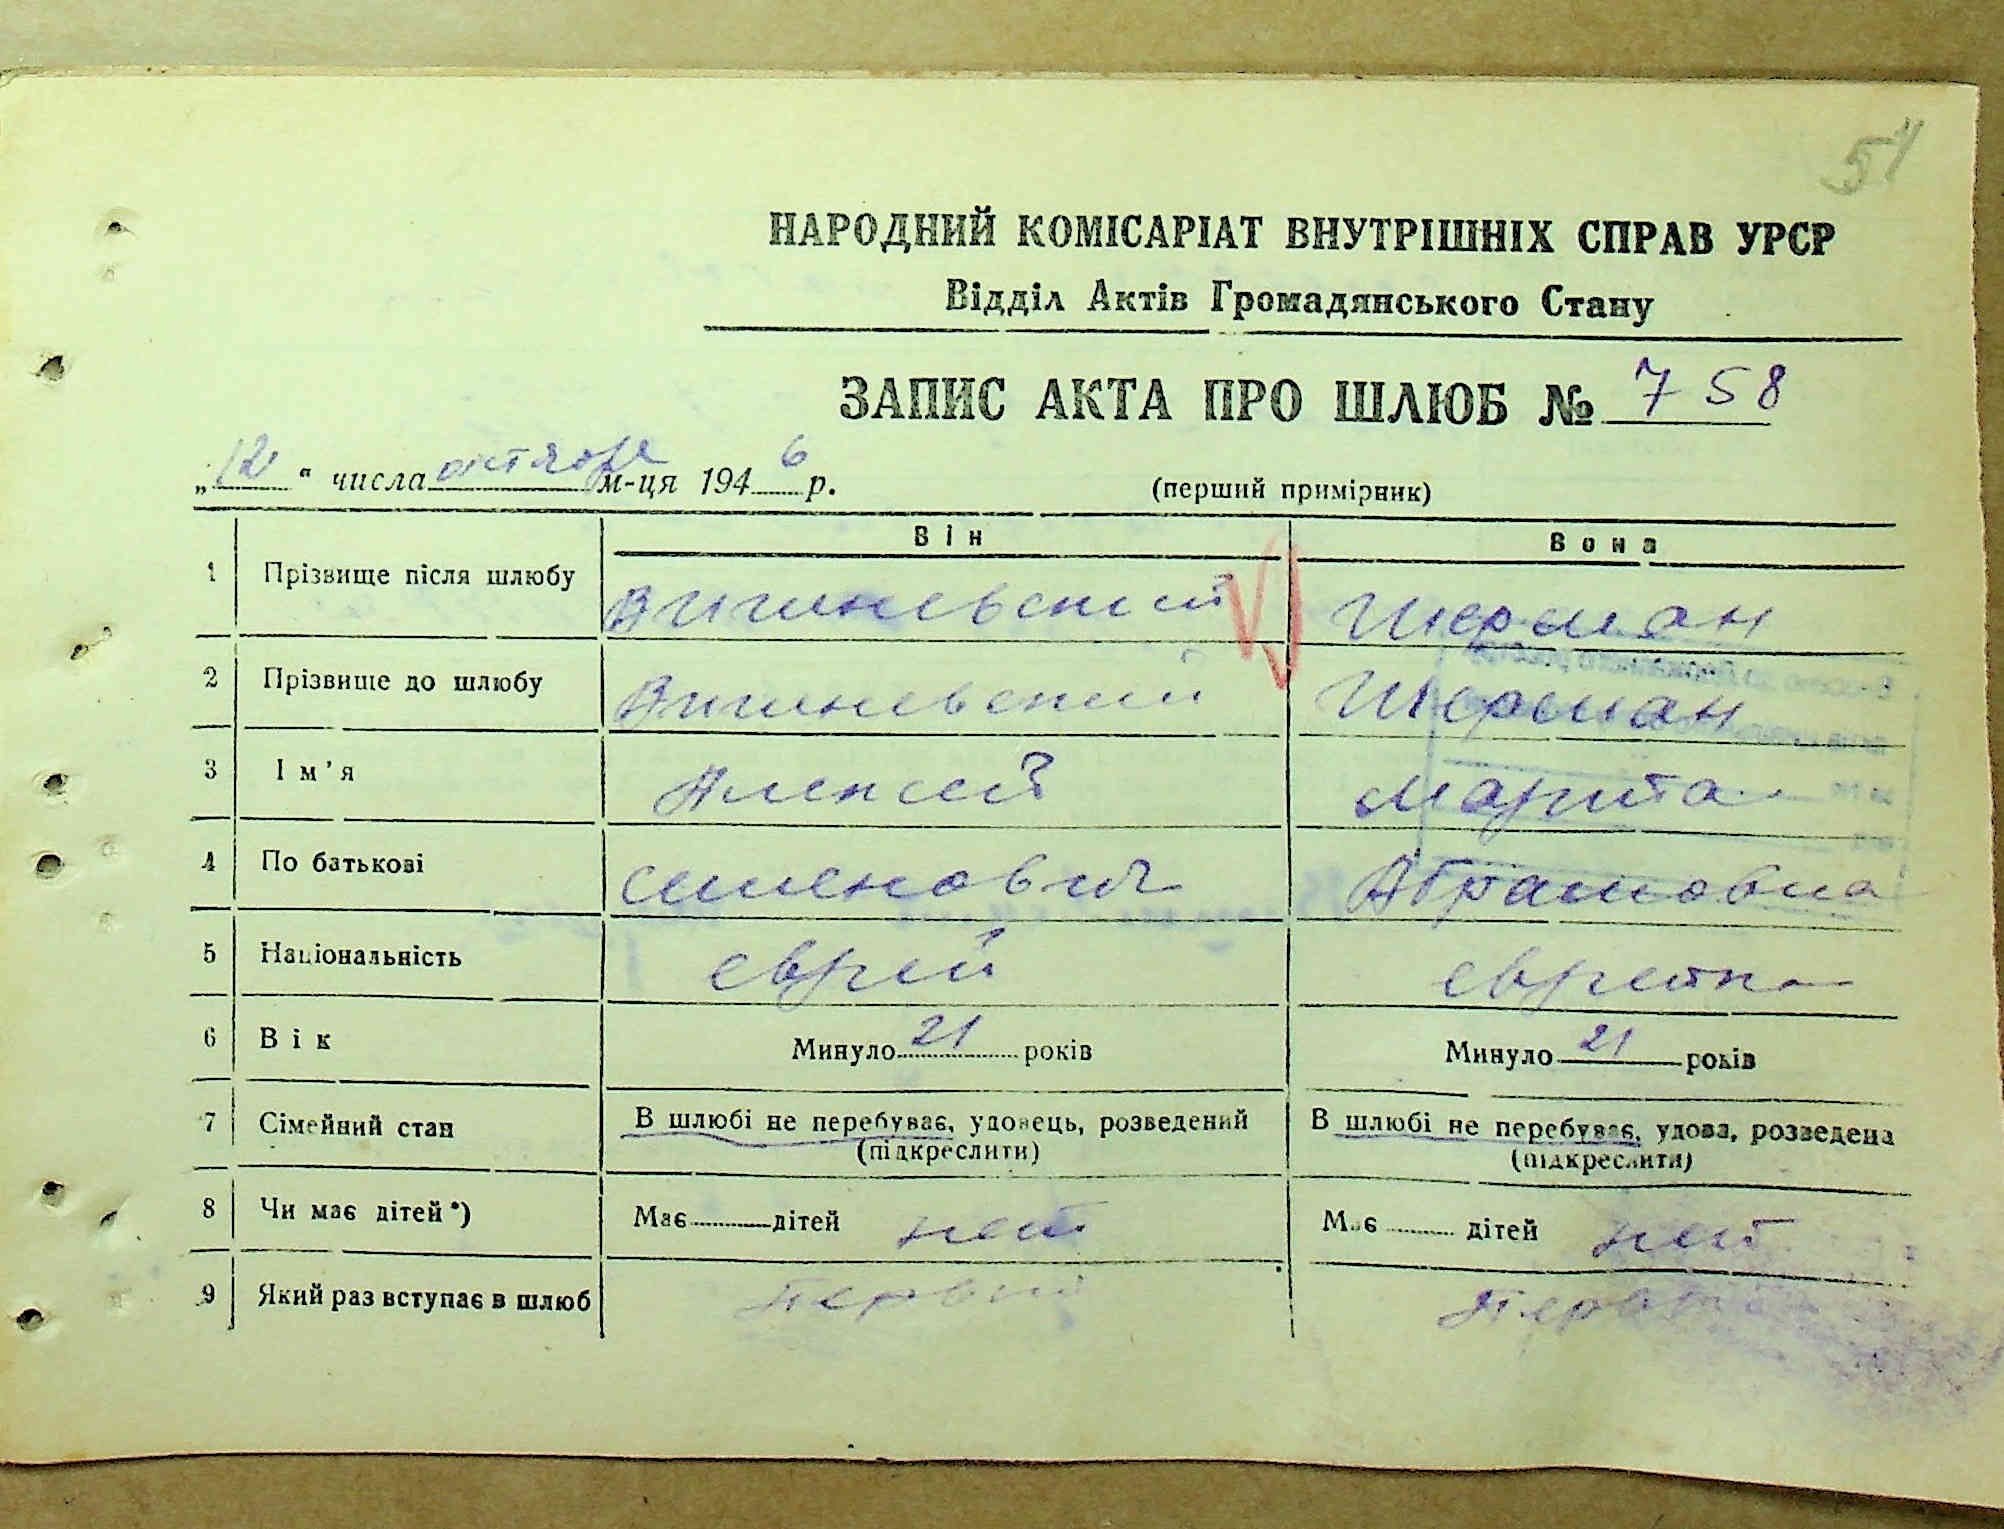 51
НАРОДНИЙ КОМІСАРІАТ ВНУТРІШНІХ СПРАВ УРСР
Відділ Актів Громадянського Стану
ЗАПИС АКТА ПРО ШЛЮБ № 758
„12“ числа октября м-ця 1946 р. (перший примірник)
Він Вона
1 Прізвище після шлюбу Вишневский Шерман
2 Прізвище до шлюбу Вишневский Шерман
3 Ім’я Алексей Марита
4 По батькові Семенович Абрамовна
5 Національність еврей еврейка
6 Вік Минуло 21 років Минуло 21 років
7 Сімейний стан В шлюбі не перебуває, удовець, розведений В шлюбі не перебуває, удова, розведена
(підкреслити) (підкреслити)
8 Чи має дітей*) Має дітей нет Має дітей нет
9 Який раз вступає в шлюб первый первый